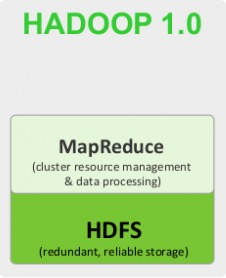 HADOOP 1.0
MapReduce
(cluster resource management
& data processing)
HDFS
(redundant, reliable storage)